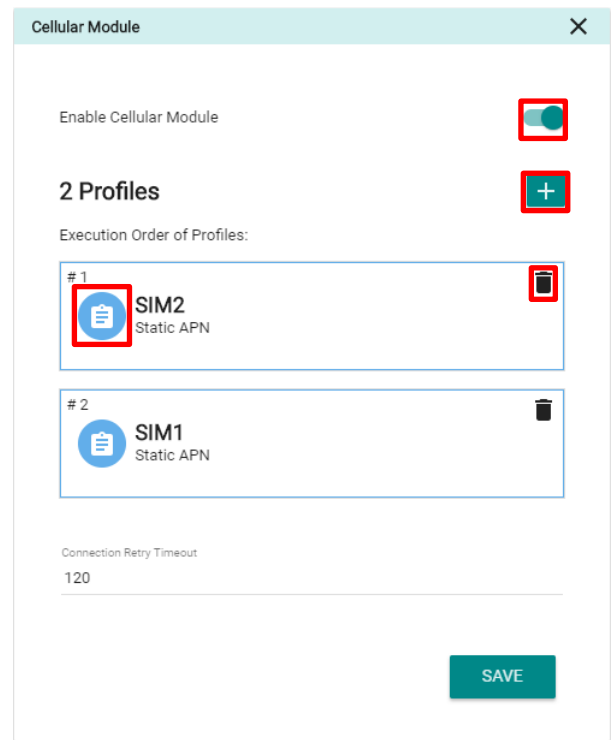 Cellular Module
Enable Cellular Module
2 Profiles
Execution Order of Profiles:
# 1
SIM2
Static APN
# 2
SIM1
Static APN
Connection Retry Timeout
120
SAVE